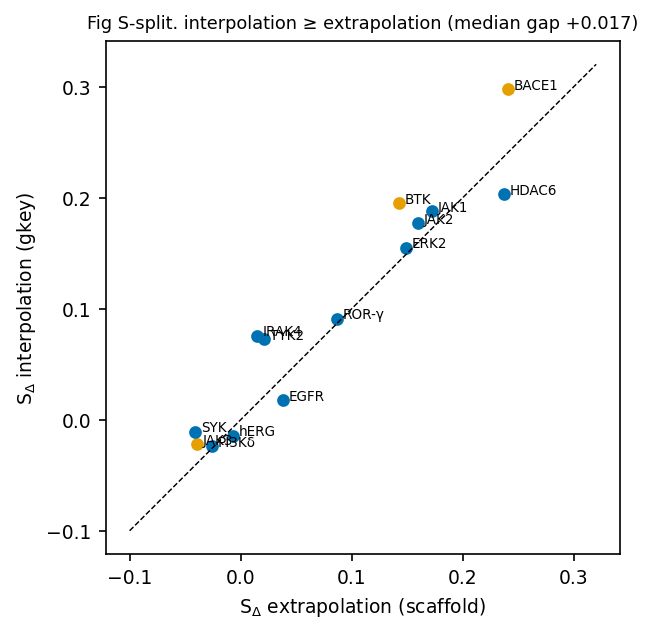 Fig S-split. interpolation ≥ extrapolation (median gap +0.017)
S_Δ interpolation (gkey)
0.3
0.2
0.1
0.0
−0.1
BACE1
HDAC6
BTK
JAK1
JAK2
ERK2
ROR-γ
IRAK4
TYK2
EGFR
SYK
hERG
PI3Kδ
−0.1
0.0
0.1
0.2
0.3
S_Δ extrapolation (scaffold)